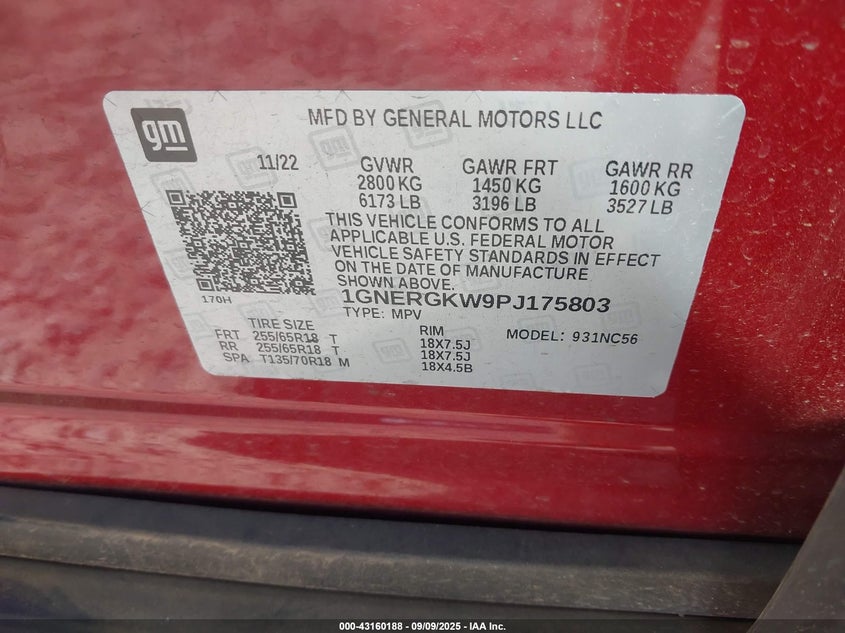 gm
MFD BY GENERAL MOTORS LLC
11/22 GVWR GAWR FRT GAWR RR
2800 KG 1450 KG 1600 KG
6173 LB 3196 LB 3527 LB
THIS VEHICLE CONFORMS TO ALL
APPLICABLE U.S. FEDERAL MOTOR
VEHICLE SAFETY STANDARDS IN EFFECT
ON THE DATE OF MANUFACTURE
SHOWN ABOVE.
170H 1GNERGKW9PJ175803
TYPE: MPV
TIRE SIZE RIM MODEL: 931NC56
FRT 255/65R18 T 18X7.5J
RR 255/65R18 T 18X7.5J
SPA T135/70R18 M 18X4.5B
000-43160188 - 09/09/2025 - IAA Inc.